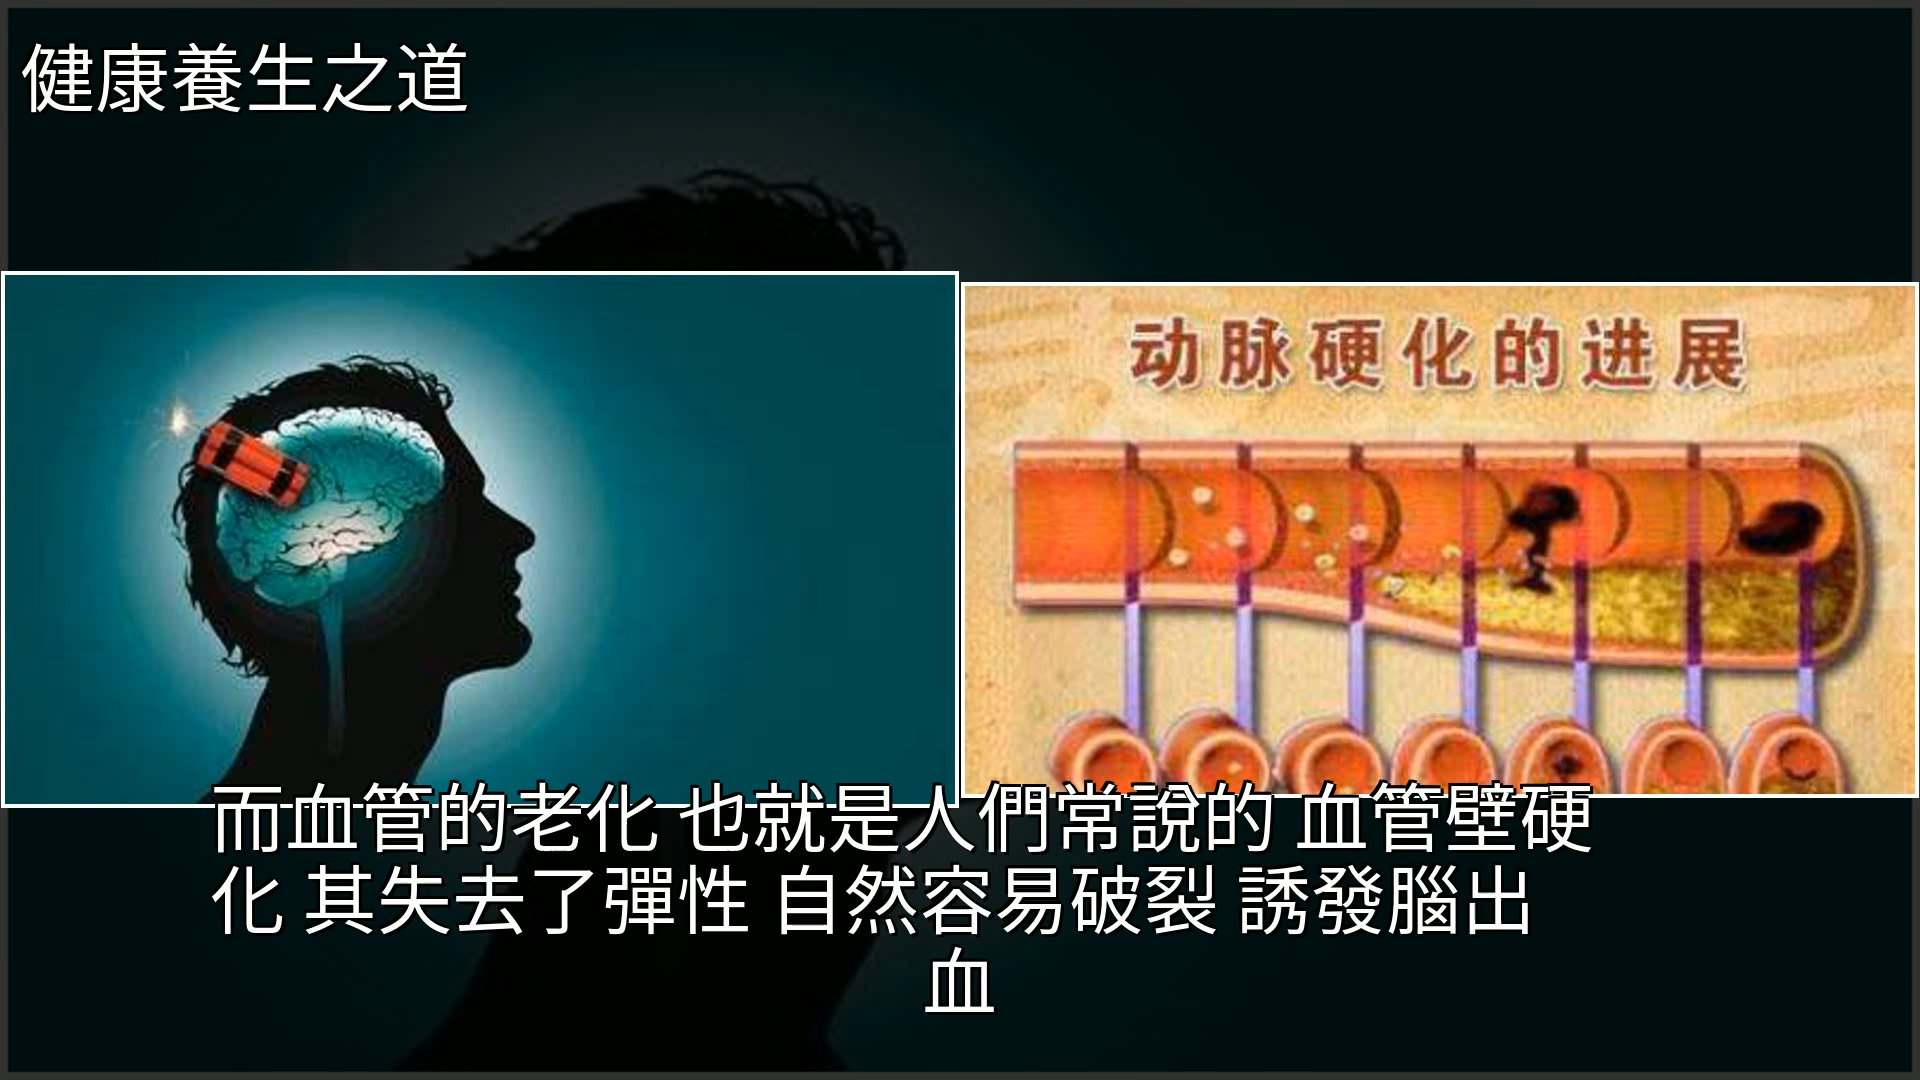 健康養生之道
动脉硬化的进展
而血管的老化 也就是人們常說的 血管壁硬
化 其失去了彈性 自然容易破裂 誘發腦出
血